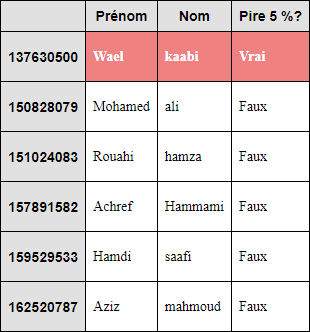 Prénom Nom Pire 5 %?
137630500 Wael kaabi Vrai
150828079 Mohamed ali Faux
151024083 Rouahi hamza Faux
157891582 Achref Hammami Faux
159529533 Hamdi saafi Faux
162520787 Aziz mahmoud Faux